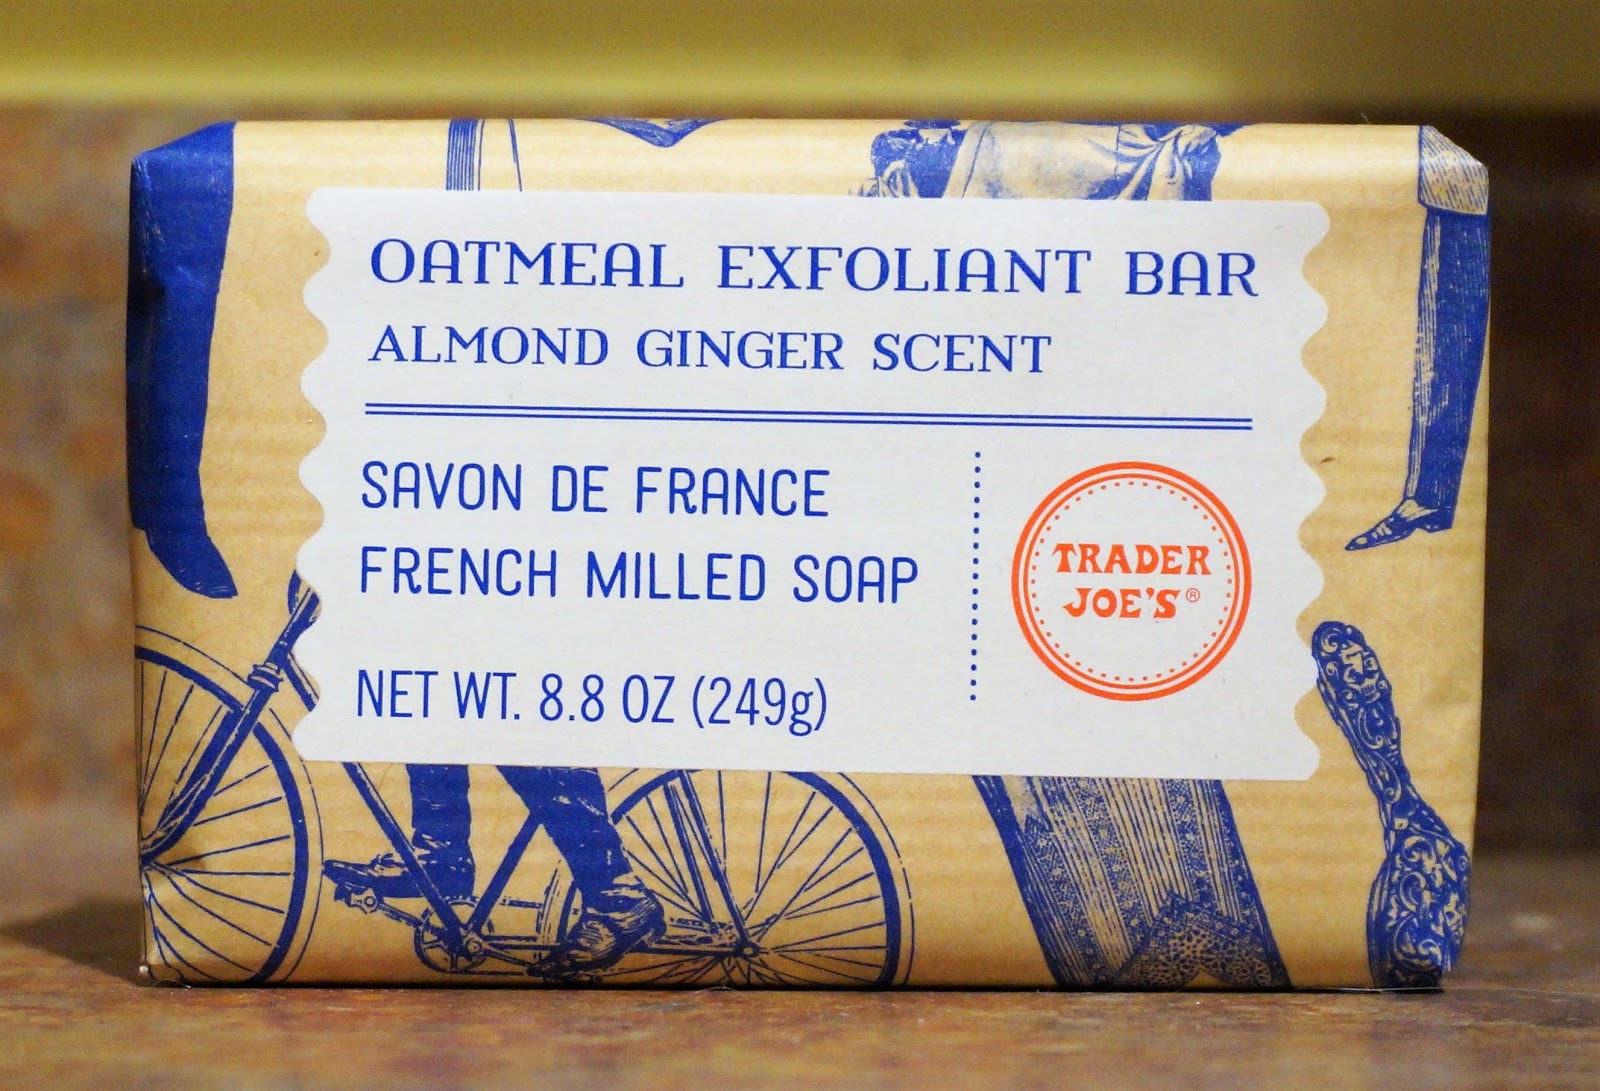 OATMEAL EXFOLIANT BAR
ALMOND GINGER SCENT
SAVON DE FRANCE
FRENCH MILLED SOAP
NET WT. 8.8 OZ (249g)
TRADER
JOE'S®